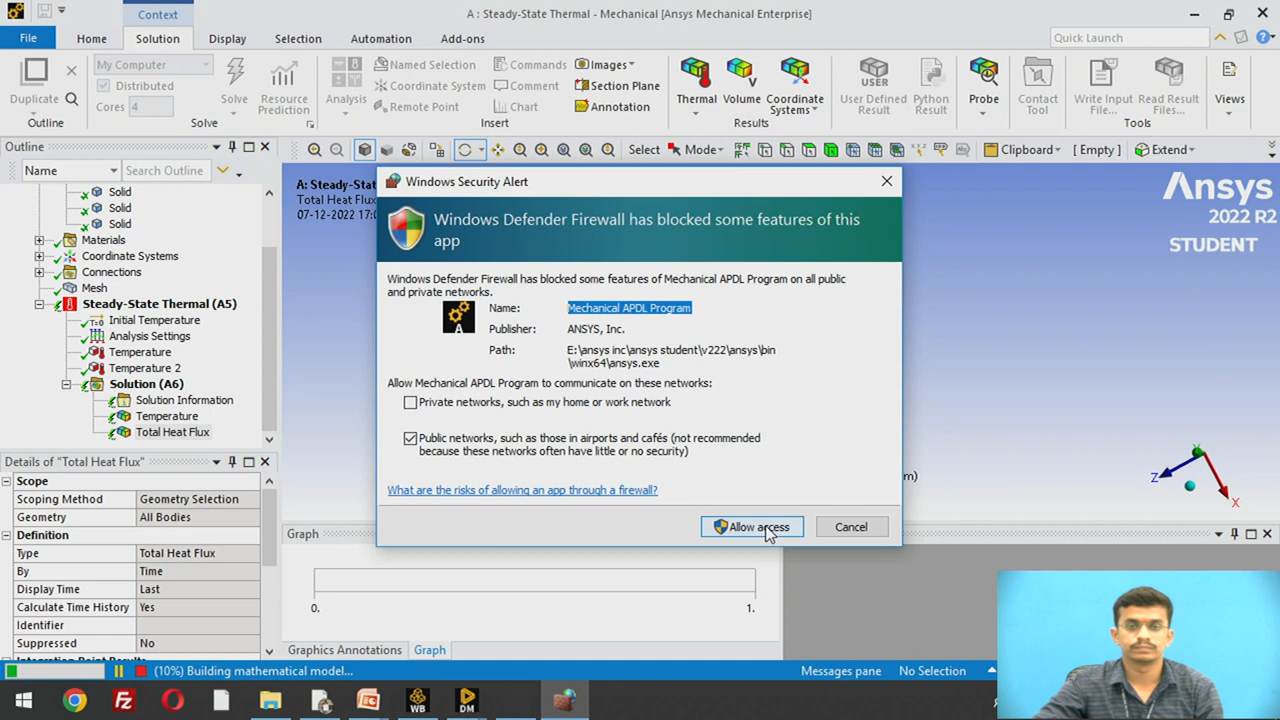 Context
A : Steady-State Thermal - Mechanical [Ansys Mechanical Enterprise]
File
Home
Solution
Display
Selection
Automation
Add-ons
Quick Launch
My Computer
Distributed
Cores 4
Duplicate
Solve
Resource
Prediction
Analysis
Named Selection
Coordinate System
Remote Point
Commands
Comment
Chart
Images
Section Plane
Annotation
Thermal
Volume
Coordinate
Systems
User Defined
Result
Python
Result
Probe
Contact
Tool
Write Input
File...
Read Result
Files...
Views
Outline
Solve
Insert
Results
Tools
Outline
Name
Search Outline
Select
Mode
Clipboard
[ Empty ]
Extend
Solid
Solid
Solid
Materials
Coordinate Systems
Connections
Mesh
Steady-State Thermal (A5)
Initial Temperature
Analysis Settings
Temperature
Temperature 2
Solution (A6)
Solution Information
Temperature
Total Heat Flux
A: Steady-State
Total Heat Flux
07-12-2022 17:0
Ansys
2022 R2
STUDENT
Windows Security Alert
Windows Defender Firewall has blocked some features of this
app
Windows Defender Firewall has blocked some features of Mechanical APDL Program on all public
and private networks.
Name: Mechanical APDL Program
Publisher: ANSYS, Inc.
Path: E:\ansys inc\ansys student\v222\ansys\bin
\winx64\ansys.exe
Allow Mechanical APDL Program to communicate on these networks:
Private networks, such as my home or work network
Public networks, such as those in airports and cafés (not recommended
because these networks often have little or no security)
What are the risks of allowing an app through a firewall?
Allow access
Cancel
Z
X
Details of "Total Heat Flux"
Scope
Scoping Method Geometry Selection
Geometry All Bodies
Definition
Type Total Heat Flux
By Time
Display Time Last
Calculate Time History Yes
Identifier
Suppressed No
Graph
0.
1.
Graphics Annotations
Graph
(10%) Building mathematical model...
Messages pane
No Selection
WB
DM